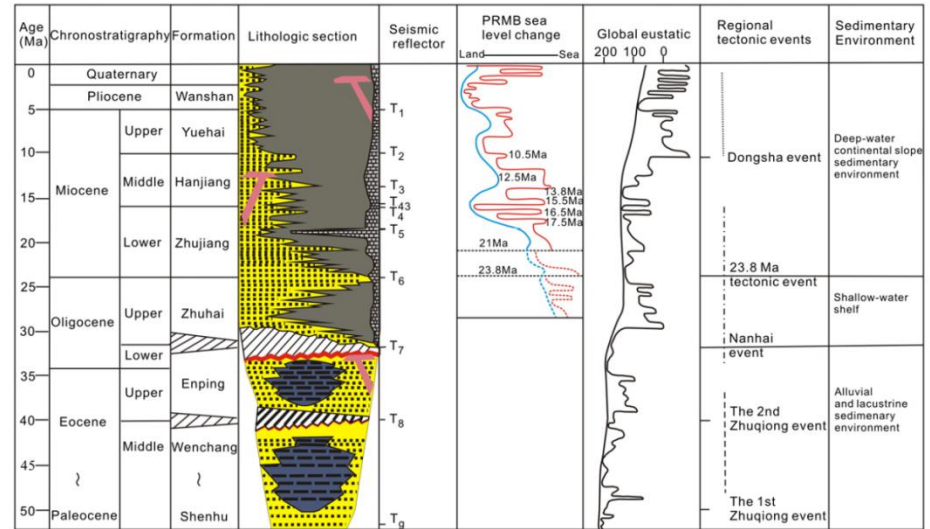 Age
(Ma)
Chronostratigraphy
Formation
Lithologic section
Seismic
reflector
PRMB sea
level change
Land
Sea
Global eustatic
200 100 0
Regional
tectonic events
Sedimentary
Environment
0
5
10
15
20
25
30
35
40
45
50
Quaternary
Pliocene
Miocene
Upper
Middle
Lower
Oligocene
Upper
Lower
Eocene
Upper
Middle
~
Paleocene
Wanshan
Yuehai
Hanjiang
Zhujiang
Zhuhai
Enping
Wenchang
~
Shenhu
T1
T2
T3
T43
T4
T5
T6
T7
T8
T9
10.5Ma
12.5Ma
13.8Ma
15.5Ma
16.5Ma
17.5Ma
21Ma
23.8Ma
Dongsha event
23.8 Ma
tectonic event
Nanhai
event
The 2nd
Zhuqiong event
The 1st
Zhuqiong event
Deep-water
continental slope
sedimentary
environment
Shallow-water
shelf
Alluvial
and lacustrine
sedimenary
environment